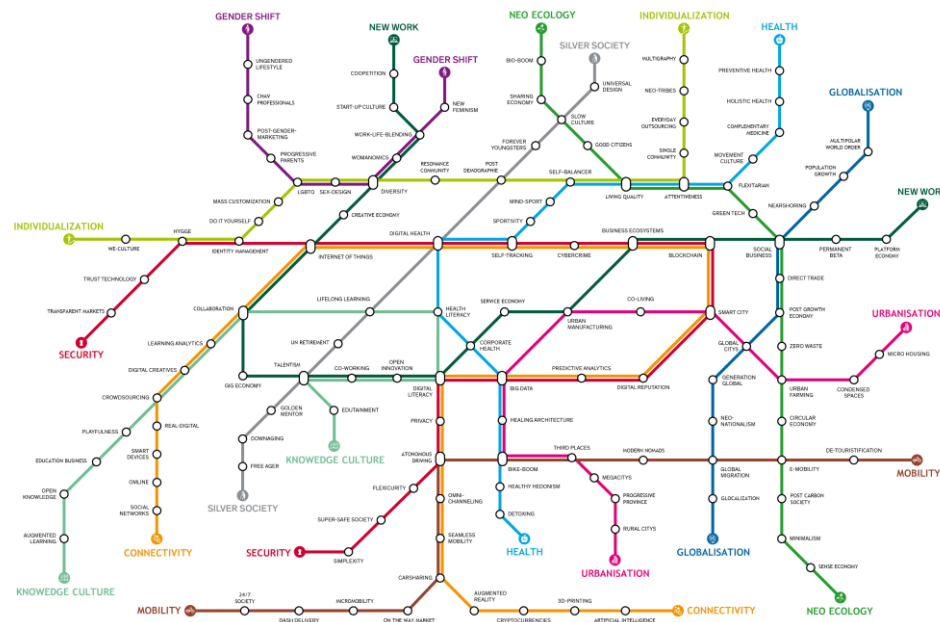 GENDER SHIFT
NEO ECOLOGY
INDIVIDUALIZATION
NEW WORK
HEALTH
SILVER SOCIETY
GENDER SHIFT
GLOBALISATION
UNGENDERED
LIFESTYLE
BIO-BOOM
MULTIGRAPHY
COOPETITION
PREVENTIVE HEALTH
UNIVERSAL
DESIGN
NEO-TRIBES
CHAY
PROFESSIONALS
SHARING
ECONOMY
START-UP CULTURE
NEW
FEMINISM
HOLISTIC HEALTH
SLOW
CULTURE
EVERYDAY
OUTSOURCING
POST-GENDER-
MARKETING
WORK-LIFE-BLENDING
COMPLEMENTARY
MEDICINE
MULTIPOLAR
WORLD ORDER
FOREVER
YOUNGSTERS
GOOD CITIZENS
SINGLE
COMMUNITY
PROGRESSIVE
PARENTS
WOMANOMICS
RESONANCE
COMMUNITY
POST
DEMOGRAPHIE
MOVEMENT
CULTURE
POPULATION
GROWTH
SELF-BALANCER
LGBTQ
SEX-DESIGN
DIVERSITY
LIVING QUALITY
ATTENTIVENESS
FLEXITARIAN
NEW WORK
MASS CUSTOMIZATION
MIND-SPORT
NEARSHORING
CREATIVE ECONOMY
GREEN TECH
DO IT YOURSELF
SPORTIVITY
INDIVIDUALIZATION
HYGGE
DIGITAL HEALTH
BUSINESS ECOSYSTEMS
WE-CULTURE
IDENTITY MANAGEMENT
INTERNET OF THINGS
SELF-TRACKING
CYBERCRIME
BLOCKCHAIN
SOCIAL
BUSINESS
PERMANENT
BETA
PLATFORM
ECONOMY
TRUST TECHNOLOGY
DIRECT TRADE
TRANSPARENT MARKETS
COLLABORATION
LIFELONG LEARNING
HEALTH
LITERACY
SERVICE ECONOMY
CO-LIVING
URBAN
MANUFACTURING
SMART CITY
POST GROWTH
ECONOMY
URBANISATION
SECURITY
LEARNING ANALYTICS
UN RETIREMENT
CORPORATE
HEALTH
GLOBAL
CITYS
ZERO WASTE
MICRO HOUSING
DIGITAL CREATIVES
TALENTISM
CO-WORKING
OPEN
INNOVATION
PREDICTIVE ANALYTICS
GIG ECONOMY
DIGITAL
LITERACY
BIG DATA
DIGITAL REPUTATION
GENERATION
GLOBAL
URBAN
FARMING
CONDENSED
SPACES
CROWDSOURCING
GOLDEN
MENTOR
EDUTAINMENT
PRIVACY
HEALING ARCHITECTURE
NEO-
NATIONALISM
CIRCULAR
ECONOMY
REAL-DIGITAL
PLAYFULNESS
DOWNAGING
KNOWEDGE CULTURE
THIRD PLACES
MODERN NOMADS
DE-TOURISTIFICATION
SMART
DEVICES
EDUCATION BUSINESS
FREE AGER
ATONOMOUS
DRIVING
BIKE-BOOM
GLOBAL
MIGRATION
E-MOBILITY
MOBILITY
ONLINE
FLEXICURITY
HEALTHY HEDONISM
MEGACITYS
OPEN
KNOWLEDGE
SILVER SOCIETY
OMNI-
CHANNELING
PROGRESSIVE
PROVINCE
GLOCALIZATION
POST CARBON
SOCIETY
SOCIAL
NETWORKS
SUPER-SAFE SOCIETY
DETOXING
RURAL CITYS
AUGMENTED
LEARNING
CONNECTIVITY
SECURITY
SIMPLEXITY
SEAMLESS
MOBILITY
HEALTH
URBANISATION
GLOBALISATION
MINIMALISM
KNOWEDGE CULTURE
CARSHARING
SENSE ECONOMY
24/7
SOCIETY
MICROMOBILITY
AUGMENTED
REALITY
3D-PRINTING
NEO ECOLOGY
MOBILITY
DASH DELIVERY
ON THE WAY MARKET
CRYPTOCURRENCIES
ARTIFICIAL INTELLIGENCE
CONNECTIVITY